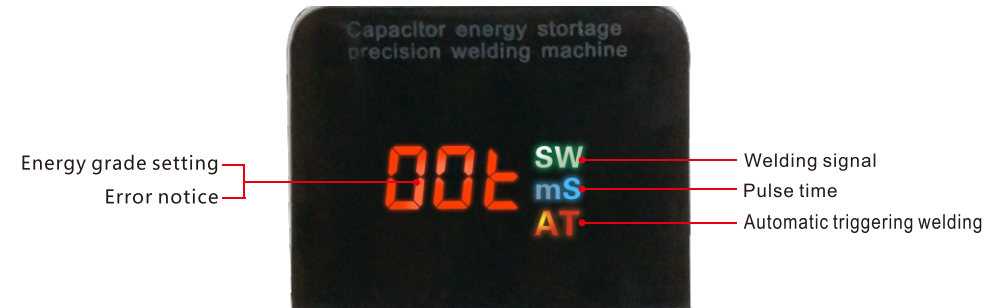 Capacitor energy stortage
precision welding machine
Energy grade setting
Error notice
00t
SW
mS
AT
Welding signal
Pulse time
Automatic triggering welding